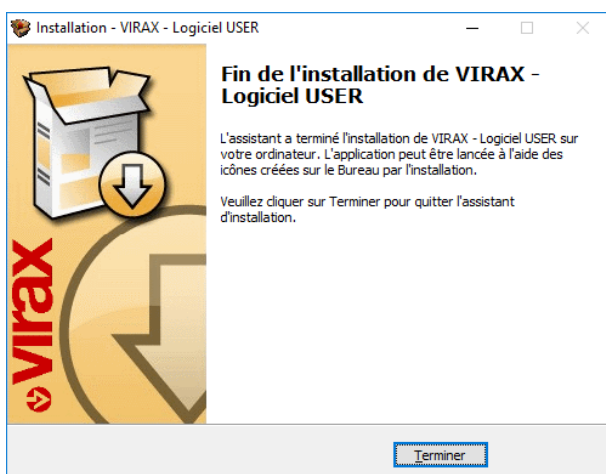 Installation - VIRAX - Logiciel USER
Fin de l'installation de VIRAX -
Logiciel USER
L'assistant a terminé l'installation de VIRAX - Logiciel USER sur
votre ordinateur. L'application peut être lancée à l'aide des
icônes créées sur le Bureau par l'installation.
Veuillez cliquer sur Terminer pour quitter l'assistant
d'installation.
virax
Terminer